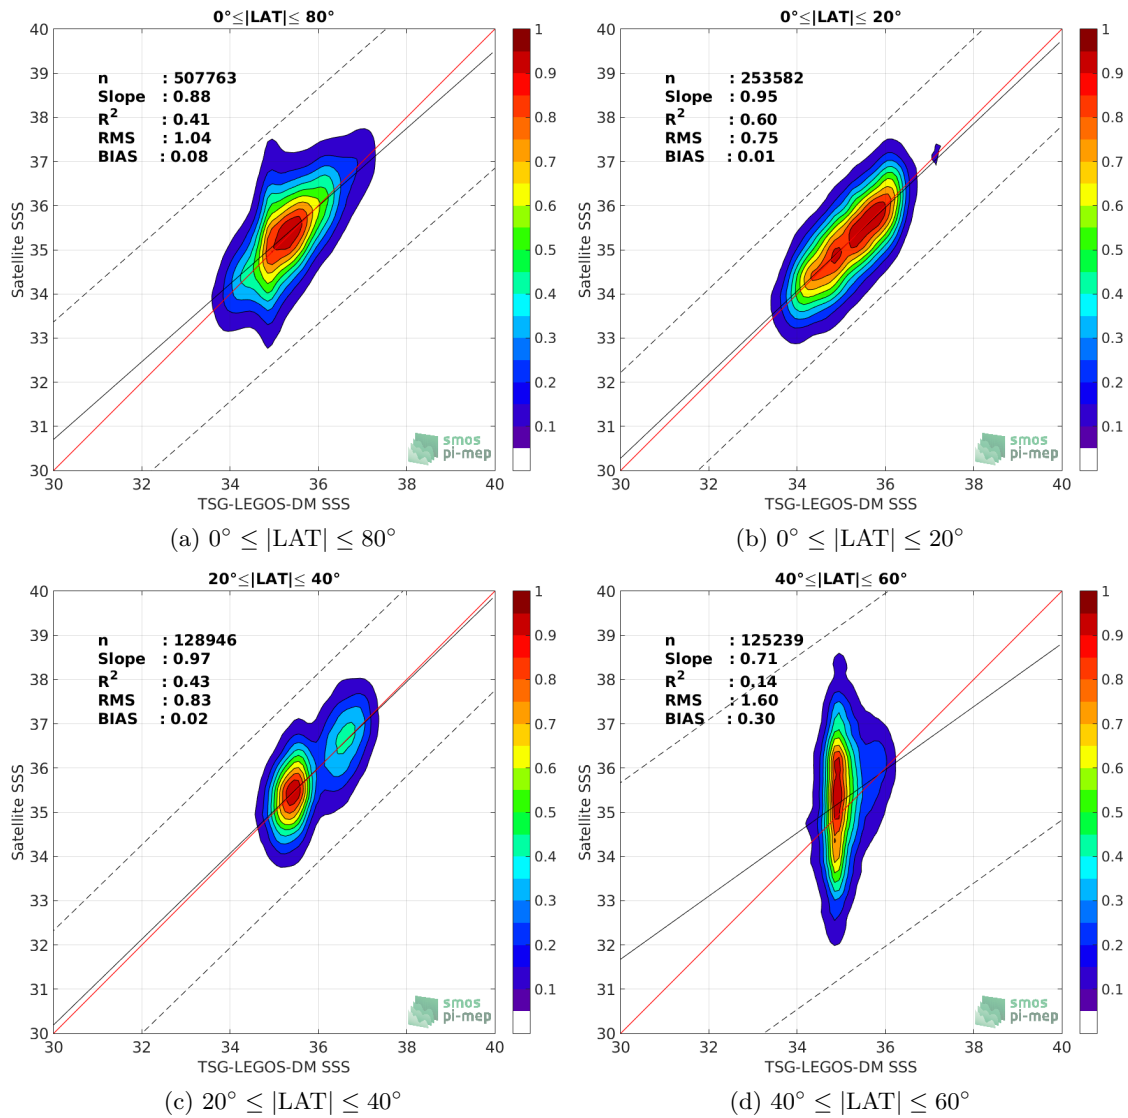 0°≤|LAT|≤ 80°
40
39
38
37
36
35
34
33
32
31
30
Satellite SSS
n : 507763
Slope : 0.88
R² : 0.41
RMS : 1.04
BIAS : 0.08
smos
pi-mep
30 32 34 36 38 40
TSG-LEGOS-DM SSS
1
0.9
0.8
0.7
0.6
0.5
0.4
0.3
0.2
0.1
(a) 0° ≤ |LAT| ≤ 80°
0°≤|LAT|≤ 20°
40
39
38
37
36
35
34
33
32
31
30
Satellite SSS
n : 253582
Slope : 0.95
R² : 0.60
RMS : 0.75
BIAS : 0.01
smos
pi-mep
30 32 34 36 38 40
TSG-LEGOS-DM SSS
1
0.9
0.8
0.7
0.6
0.5
0.4
0.3
0.2
0.1
(b) 0° ≤ |LAT| ≤ 20°
20°≤|LAT|≤ 40°
40
39
38
37
36
35
34
33
32
31
30
Satellite SSS
n : 128946
Slope : 0.97
R² : 0.43
RMS : 0.83
BIAS : 0.02
smos
pi-mep
30 32 34 36 38 40
TSG-LEGOS-DM SSS
1
0.9
0.8
0.7
0.6
0.5
0.4
0.3
0.2
0.1
(c) 20° ≤ |LAT| ≤ 40°
40°≤|LAT|≤ 60°
40
39
38
37
36
35
34
33
32
31
30
Satellite SSS
n : 125239
Slope : 0.71
R² : 0.14
RMS : 1.60
BIAS : 0.30
smos
pi-mep
30 32 34 36 38 40
TSG-LEGOS-DM SSS
1
0.9
0.8
0.7
0.6
0.5
0.4
0.3
0.2
0.1
(d) 40° ≤ |LAT| ≤ 60°